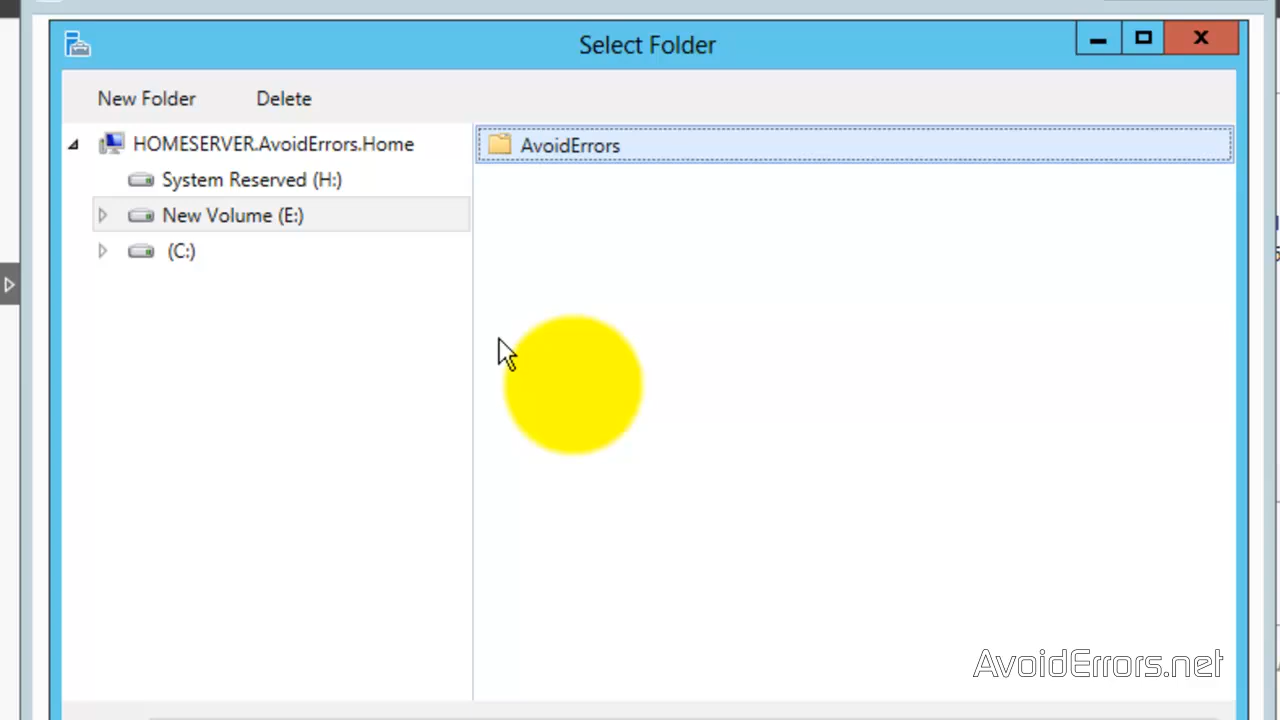 Select Folder
New Folder Delete
HOMESERVER.AvoidErrors.Home
System Reserved (H:)
New Volume (E:)
(C:)
AvoidErrors
AvoidErrors.net